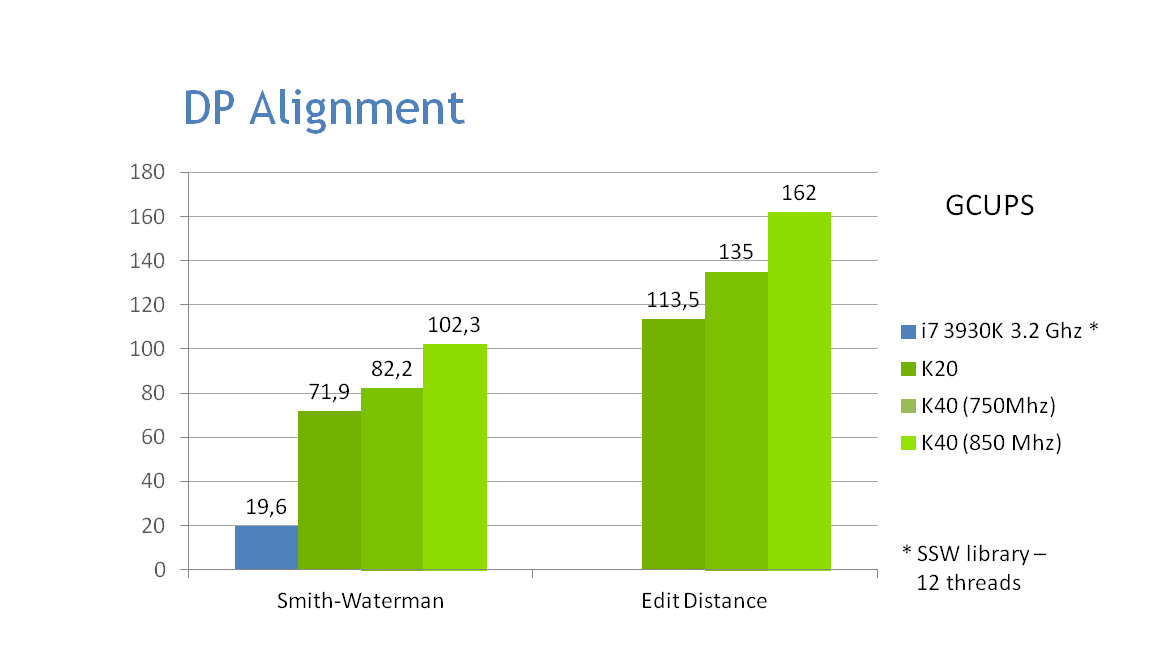 DP Alignment
180
160
140
120
100
80
60
40
20
0
19,6
71,9
82,2
102,3
113,5
135
162
Smith-Waterman
Edit Distance
GCUPS
i7 3930K 3.2 Ghz *
K20
K40 (750Mhz)
K40 (850 Mhz)
* SSW library –
12 threads